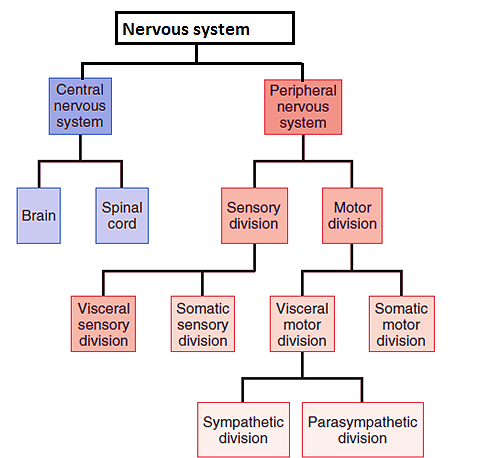 Nervous system
Central
nervous
system
Peripheral
nervous
system
Brain
Spinal
cord
Sensory
division
Motor
division
Visceral
sensory
division
Somatic
sensory
division
Visceral
motor
division
Somatic
motor
division
Sympathetic
division
Parasympathetic
division